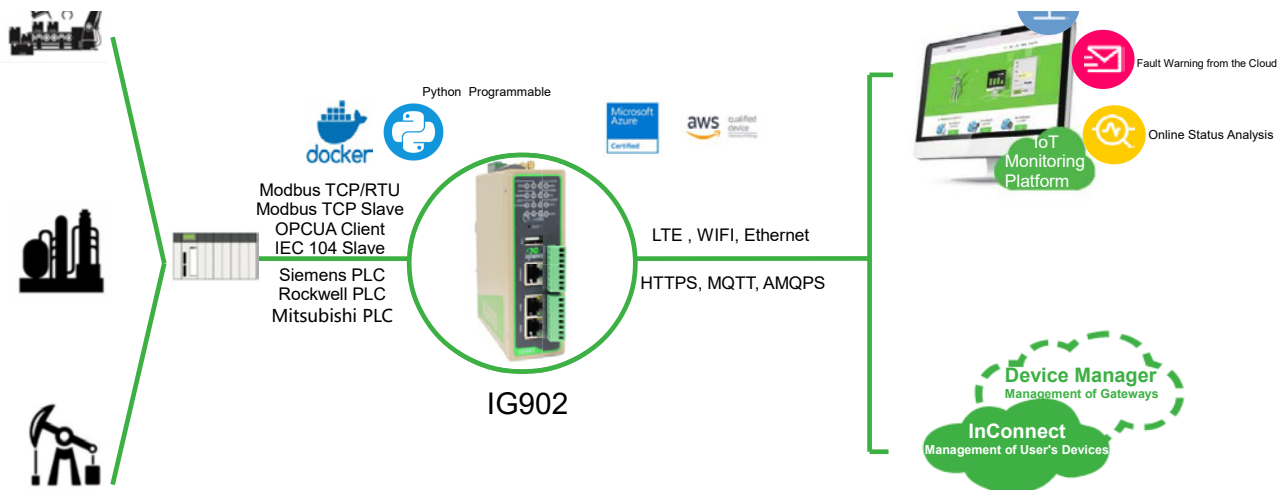 Python Programmable
docker
Microsoft
Azure
Certified
aws
qualified
device
Modbus TCP/RTU
Modbus TCP Slave
OPCUA Client
IEC 104 Slave
Siemens PLC
Rockwell PLC
Mitsubishi PLC
IG902
LTE , WIFI, Ethernet
HTTPS, MQTT, AMQPS
Fault Warning from the Cloud
Online Status Analysis
IoT
Monitoring
Platform
Device Manager
Management of Gateways
InConnect
Management of User's Devices